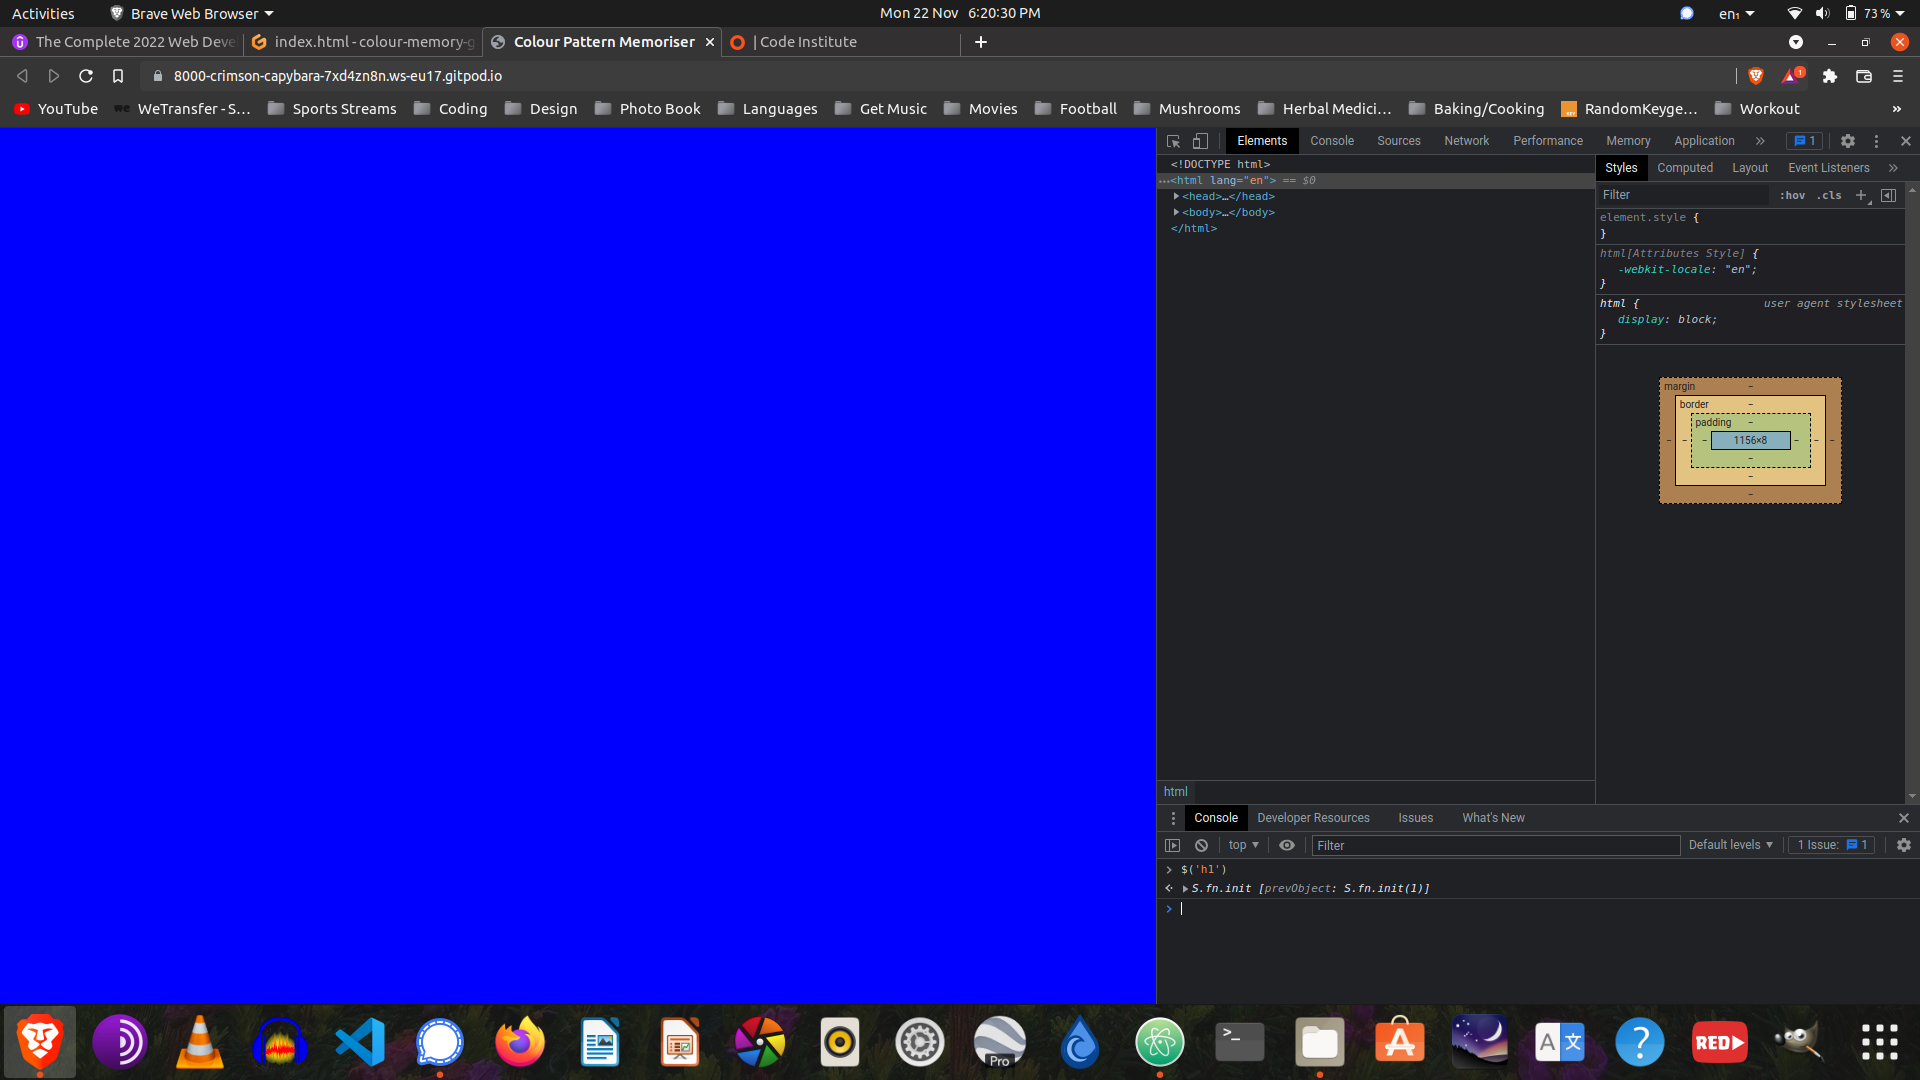 Activities Brave Web Browser Mon 22 Nov 6:20:30 PM en₁ 73 %
The Complete 2022 Web Deve index.html - colour-memory-g Colour Pattern Memoriser | Code Institute
8000-crimson-capybara-7xd4zn8n.ws-eu17.gitpod.io 1
YouTube WeTransfer - S… Sports Streams Coding Design Photo Book Languages Get Music Movies Football Mushrooms Herbal Medici… Baking/Cooking RandomKeyge… Workout »
Elements Console Sources Network Performance Memory Application » 1
<!DOCTYPE html>
…<html lang="en"> == $0
<head>…</head>
<body>…</body>
</html>
html
Styles Computed Layout Event Listeners »
Filter :hov .cls +
element.style {
}
html[Attributes Style] {
-webkit-locale: "en";
}
html { user agent stylesheet
display: block;
}
margin –
border –
padding –
– – – 1156×8 – – –
–
–
–
Console Developer Resources Issues What's New
top ▼ Filter Default levels ▼ 1 Issue: 1
> $('h1')
S.fn.init [prevObject: S.fn.init(1)]
>
Pro >_ A 文 ? RED